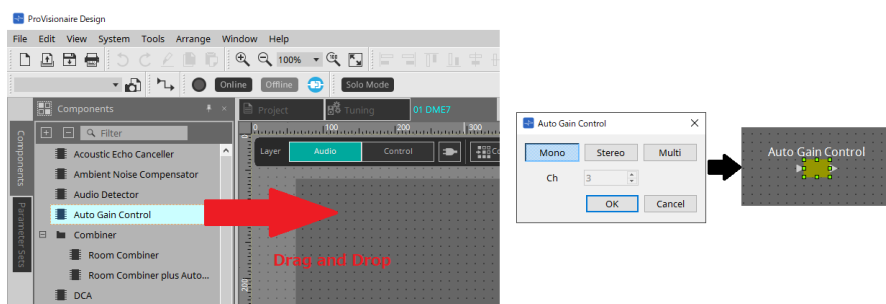 ProVisionaire Design
File Edit View System Tools Arrange Window Help
100%
Online Offline Solo Mode
Components
Project Tuning 01 DME7
Filter
0 100 200 300
Layer Audio Control
Components
Parameter Sets
Acoustic Echo Canceller
Ambient Noise Compensator
Audio Detector
Auto Gain Control
Combiner
Room Combiner
Room Combiner plus Auto...
DCA
Drag and Drop
200
Auto Gain Control
Mono Stereo Multi
Ch 3
OK Cancel
Auto Gain Control